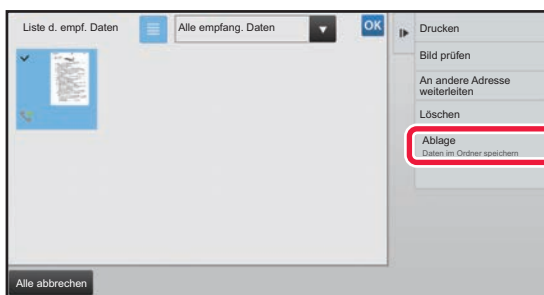 Liste d. empf. Daten
Alle empfang. Daten
OK
Drucken
Bild prüfen
An andere Adresse
weiterleiten
Löschen
Ablage
Daten im Ordner speichern
Alle abbrechen